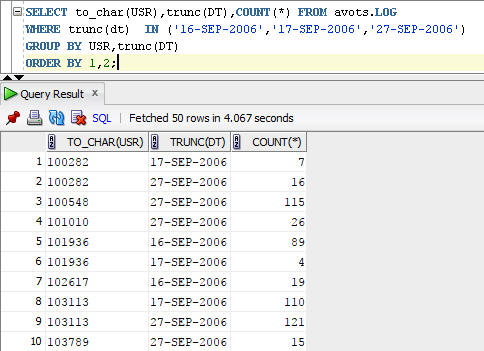 SELECT to_char(USR),trunc(DT),COUNT(*) FROM avots.LOG
WHERE trunc(dt)  IN ('16-SEP-2006','17-SEP-2006','27-SEP-2006')
GROUP BY USR,trunc(DT)
ORDER BY 1,2;
Query Result x
SQL | Fetched 50 rows in 4.067 seconds
TO_CHAR(USR) TRUNC(DT) COUNT(*)
1 100282 17-SEP-2006 7
2 100282 27-SEP-2006 16
3 100548 27-SEP-2006 115
4 101010 27-SEP-2006 26
5 101936 16-SEP-2006 89
6 101936 17-SEP-2006 4
7 102617 16-SEP-2006 19
8 103113 17-SEP-2006 110
9 103113 27-SEP-2006 121
10 103789 27-SEP-2006 15